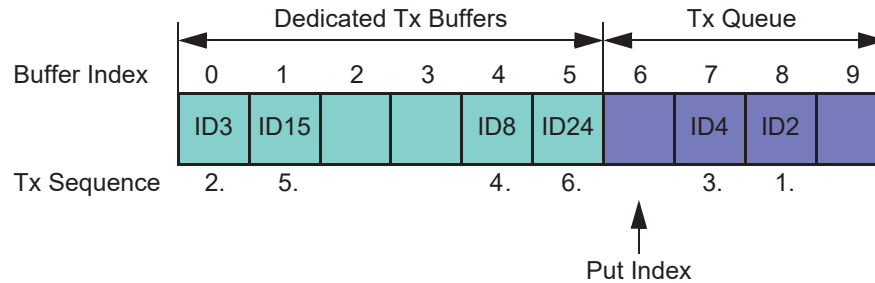 Dedicated Tx Buffers Tx Queue
Buffer Index 0 1 2 3 4 5 6 7 8 9
ID3 ID15 ID8 ID24 ID4 ID2
Tx Sequence 2. 5. 4. 6. 3. 1.
Put Index